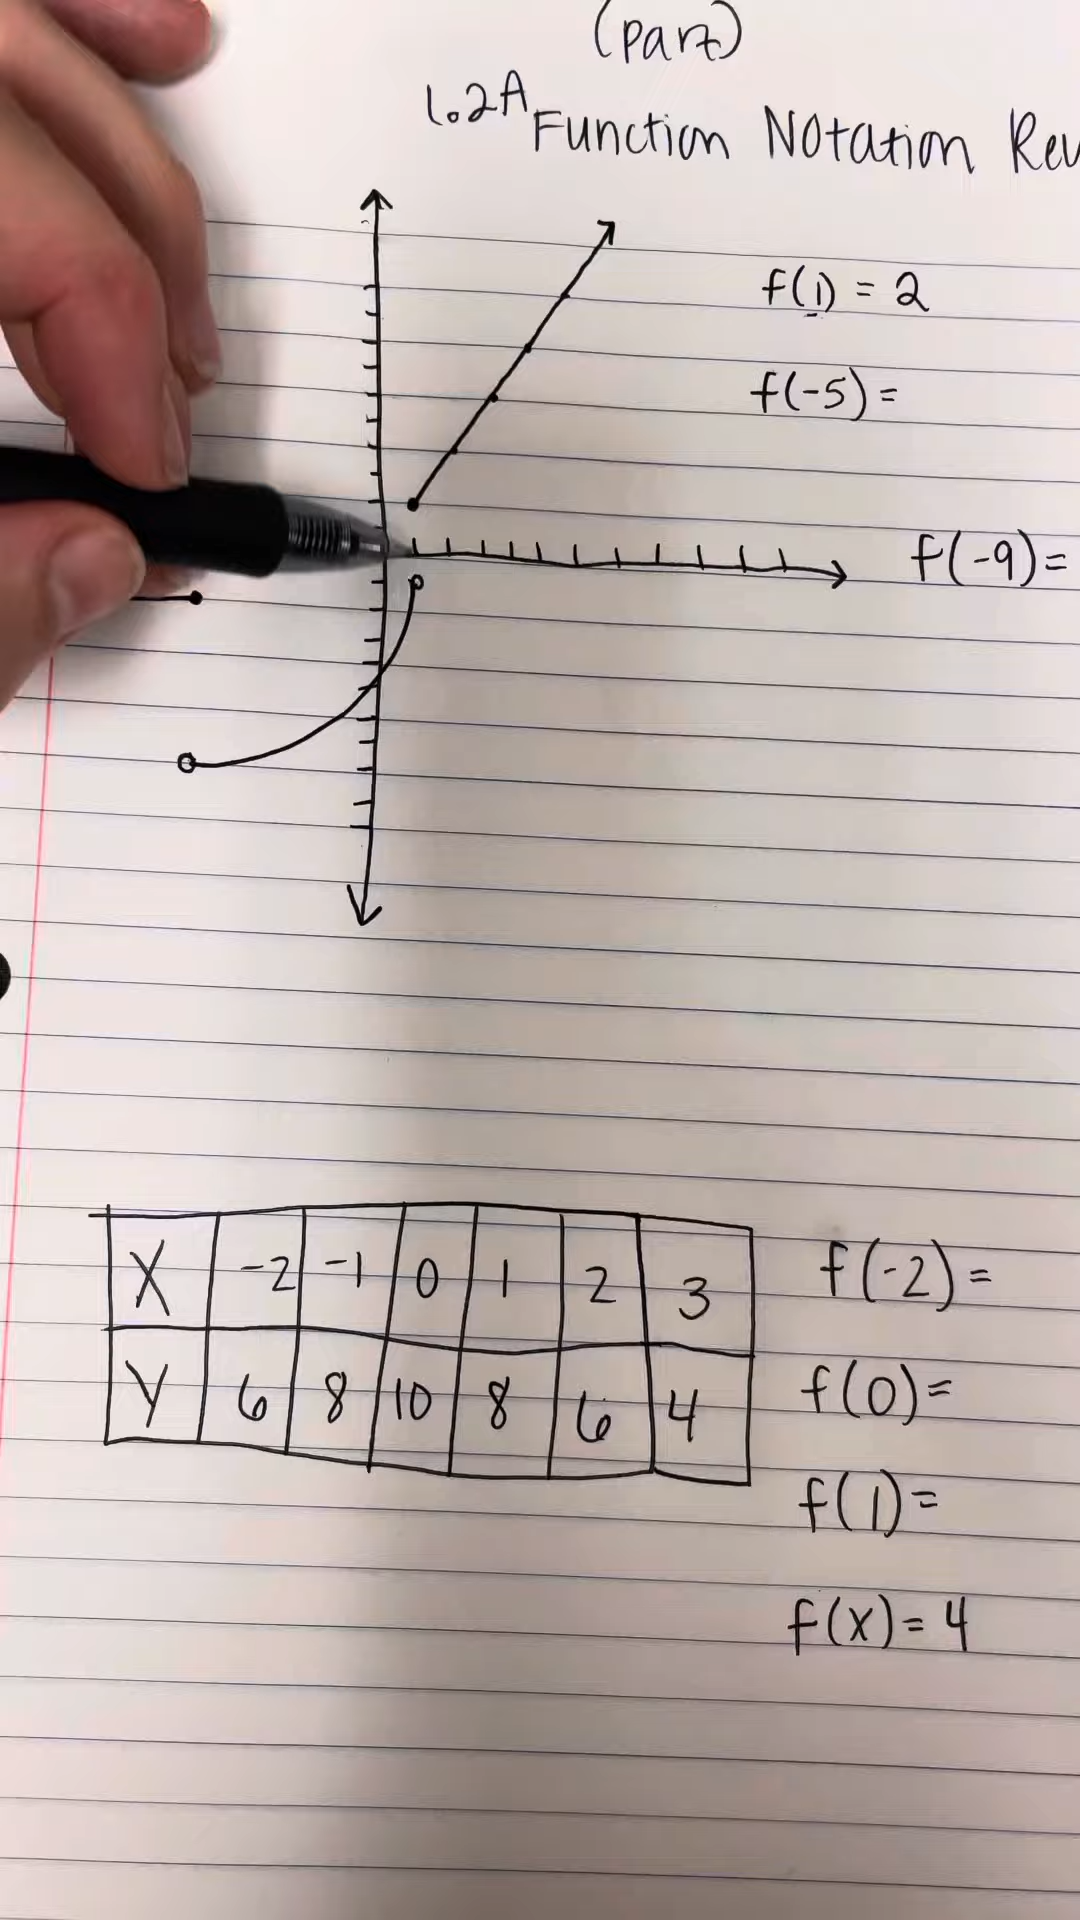 (part)
1.2A Function Notation Rev
f(1) = 2
f(-5) =
f(-9) =
X -2 -1 0 1 2 3
Y 6 8 10 8 6 4
f(-2) =
f(0) =
f(1) =
f(x) = 4